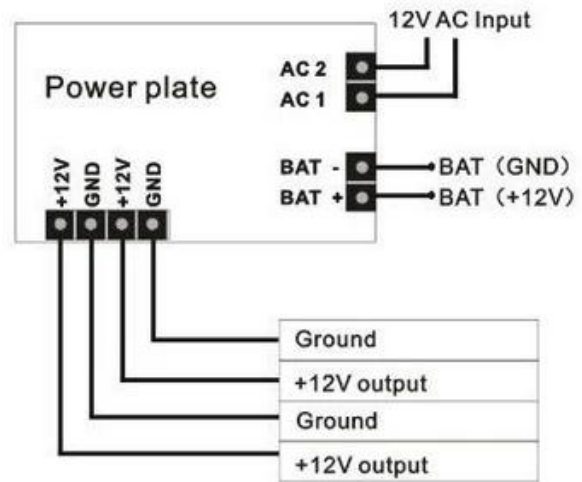 12V AC Input
AC 2
Power plate
AC 1
BAT - BAT（GND）
BAT + BAT（+12V）
+12V GND +12V GND
Ground
+12V output
Ground
+12V output